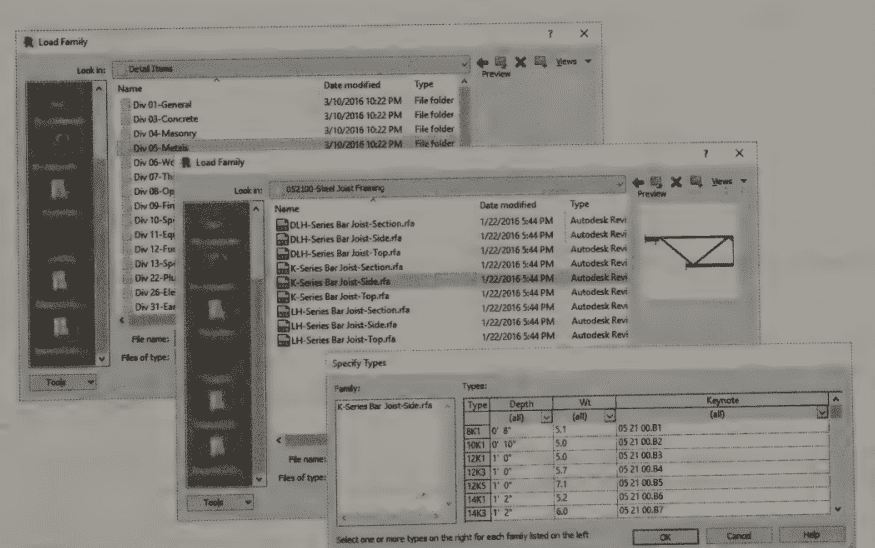 Load Family
?
Look in:
Detail Items
Views
Preview
Name
Date modified
Type
Div 01-General
3/10/2016 10:22 PM
File folder
Div 03-Concrete
3/10/2016 10:22 PM
File folder
Div 04-Masonry
3/10/2016 10:22 PM
File folder
Div 05-Metals
3/10/2016 10:22 PM
File folder
Div 06-
Div 07-Th
Div 08-Op
Div 09-Fin
Div 10-Sp
Div 11-Equ
Div 12-Fu
Div 13-Sp
Div 22-Plu
Div 26-Ele
Div 31-Ear
File name:
Files of type:
Tools
Load Family
?
Look in:
052100-Steel Joist Framing
Views
Preview
Name
Date modified
Type
DLH-Series Bar Joist-Section.rfa
1/22/2016 5:44 PM
Autodesk Revi
DLH-Series Bar Joist-Side.rfa
1/22/2016 5:44 PM
Autodesk Revi
DLH-Series Bar Joist-Top.rfa
1/22/2016 5:44 PM
Autodesk Revi
K-Series Bar Joist-Section.rfa
1/22/2016 5:44 PM
Autodesk Revi
K-Series Bar Joist-Side.rfa
1/22/2016 5:44 PM
Autodesk Revi
K-Series Bar Joist-Top.rfa
1/22/2016 5:44 PM
Autodesk Revi
LH-Series Bar Joist-Section.rfa
1/22/2016 5:44 PM
Autodesk Revi
LH-Series Bar Joist-Side.rfa
1/22/2016 5:44 PM
Autodesk Revi
LH-Series Bar Joist-Top.rfa
1/22/2016 5:44 PM
Autodesk Revi
File name:
Files of type:
Tools
Specify Types
Family:
K-Series Bar Joist-Side.rfa
Types:
Type Depth Wt Keynote
(all) (all) (all)
8K1 0' 8" 5.1 05 21 00.B1
10K1 0' 10" 5.0 05 21 00.B2
12K1 1' 0" 5.0 05 21 00.B3
12K3 1' 0" 5.7 05 21 00.B4
12K5 1' 0" 7.1 05 21 00.B5
14K1 1' 2" 5.2 05 21 00.B6
14K3 1' 2" 6.0 05 21 00.B7
Select one or more types on the right for each family listed on the left
OK
Cancel
Help